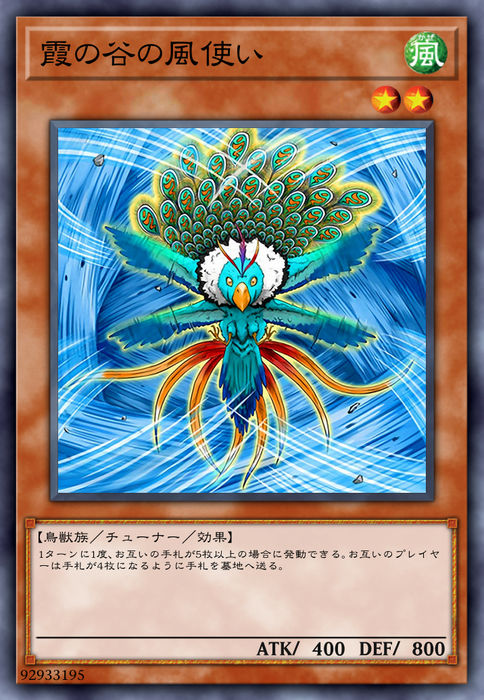 霞の谷の風使い
かぜ
風
【鳥獣族／チューナー／効果】
1ターンに1度、お互いの手札が5枚以上の場合に発動できる。お互いのプレイヤ
ーは手札が4枚になるように手札を墓地へ送る。
ATK/ 400 DEF/ 800
92933195